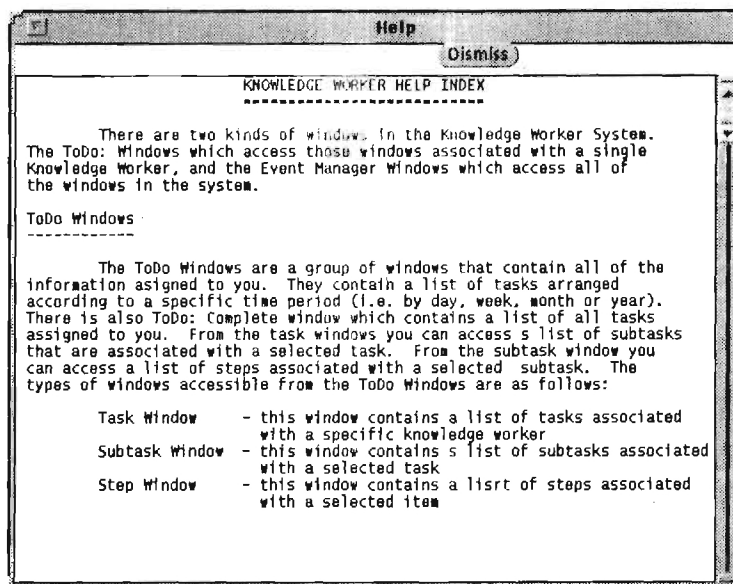 Help
Dismiss
KNOWLEDGE WORKER HELP INDEX
There are two kinds of windows in the Knowledge Worker System.
The ToDo: Windows which access those windows associated with a single
Knowledge Worker, and the Event Manager Windows which access all of
the windows in the system.
ToDo Windows
------------
The ToDo Windows are a group of windows that contain all of the
information asigned to you. They contain a list of tasks arranged
according to a specific time period (i.e. by day, week, month or year).
There is also ToDo: Complete window which contains a list of all tasks
assigned to you. From the task windows you can access s list of subtasks
that are associated with a selected task. From the subtask window you
can access a list of steps associated with a selected subtask. The
types of windows accessible from the ToDo Windows are as follows:
Task Window - this window contains a list of tasks associated
with a specific knowledge worker
Subtask Window - this window contains s list of subtasks associated
with a selected task
Step Window - this window contains a lisrt of steps associated
with a selected item